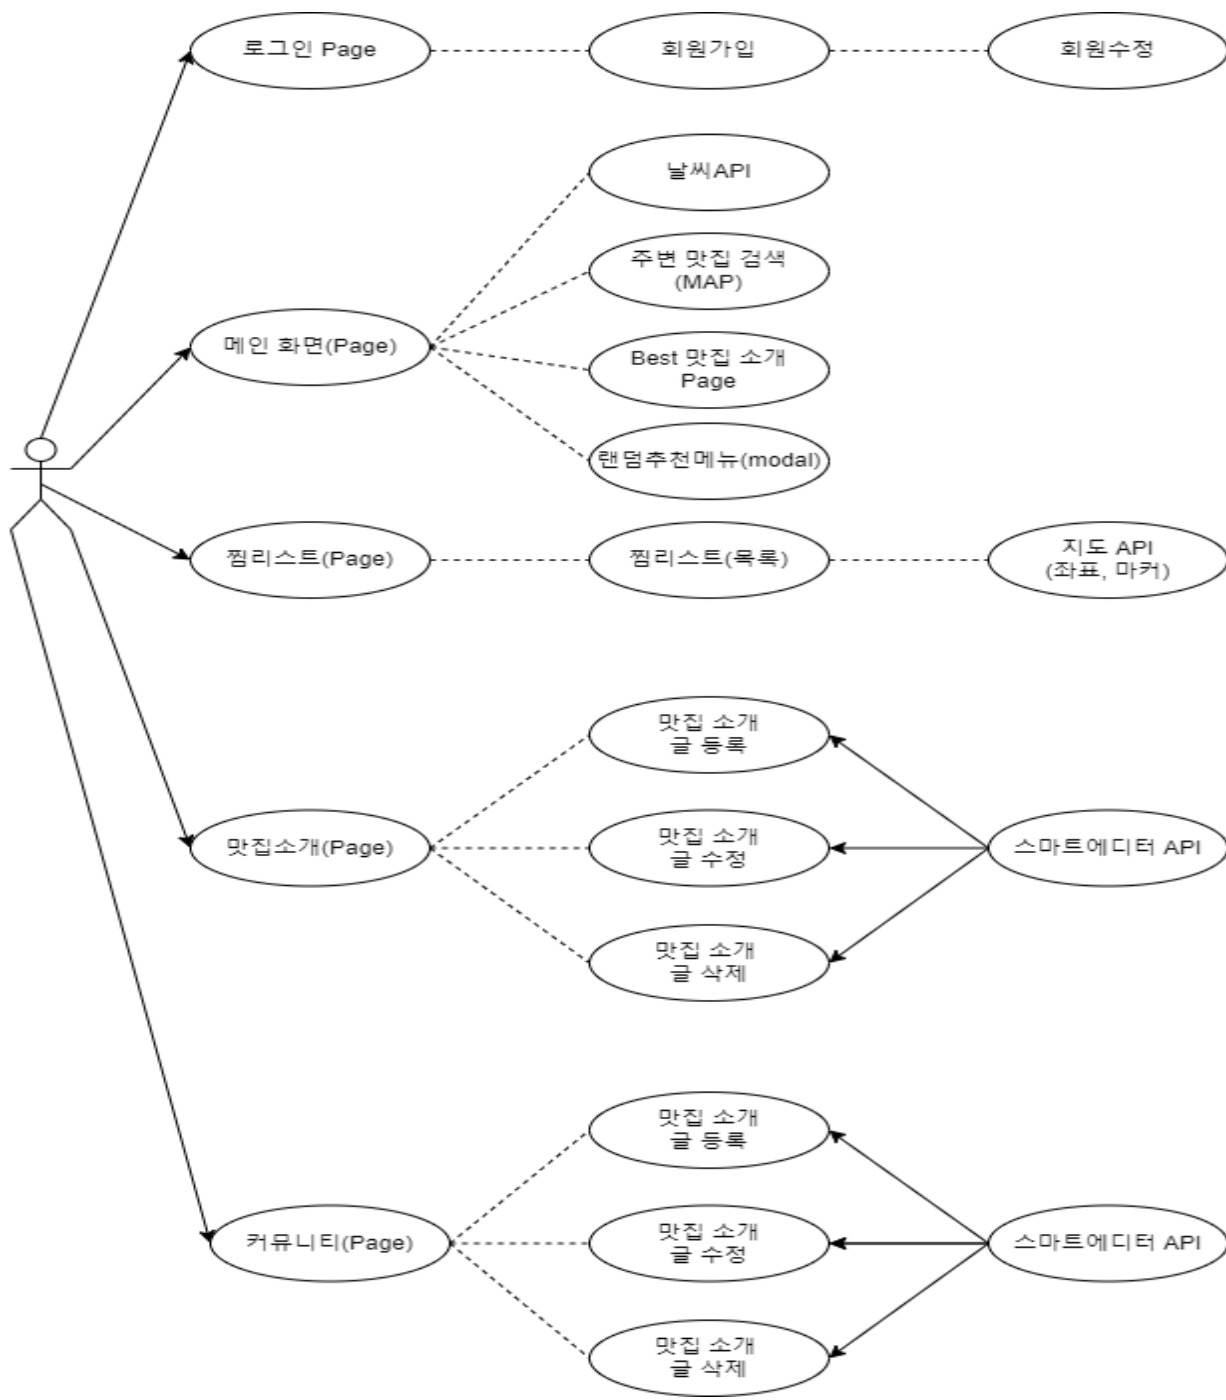 로그인 Page
회원가입
회원수정
날씨API
주변 맛집 검색
(MAP)
메인 화면(Page)
Best 맛집 소개
Page
랜덤추천메뉴(modal)
찜리스트(Page)
찜리스트(목록)
지도 API
(좌표, 마커)
맛집 소개
글 등록
맛집소개(Page)
맛집 소개
글 수정
스마트에디터 API
맛집 소개
글 삭제
맛집 소개
글 등록
커뮤니티(Page)
맛집 소개
글 수정
스마트에디터 API
맛집 소개
글 삭제